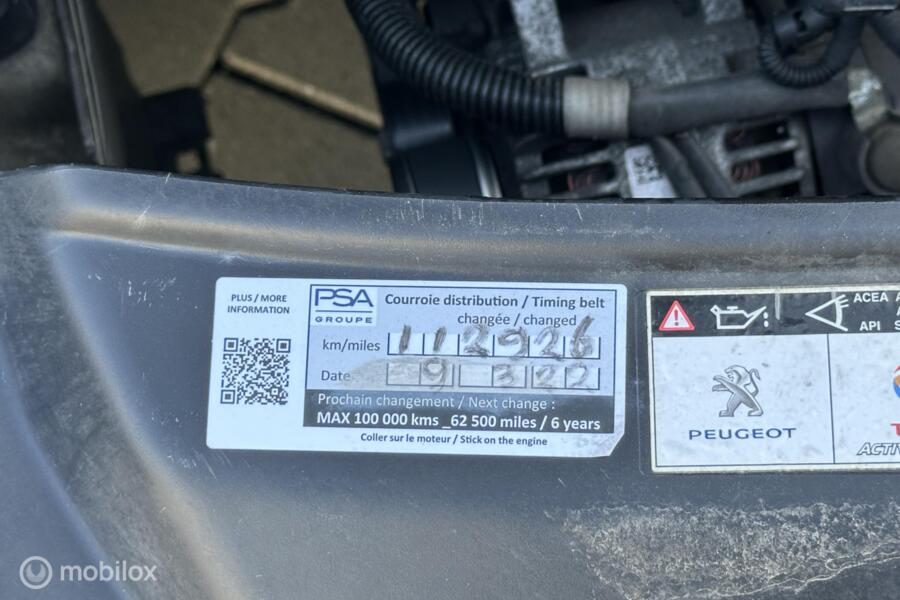 PLUS / MORE
INFORMATION
PSA
GROUPE
Courroie distribution / Timing belt
changée / changed
km/miles 112926
Date 29 3 22
Prochain changement / Next change :
MAX 100 000 kms _62 500 miles / 6 years
Coller sur le moteur / Stick on the engine
ACEA
API
PEUGEOT
mobilox